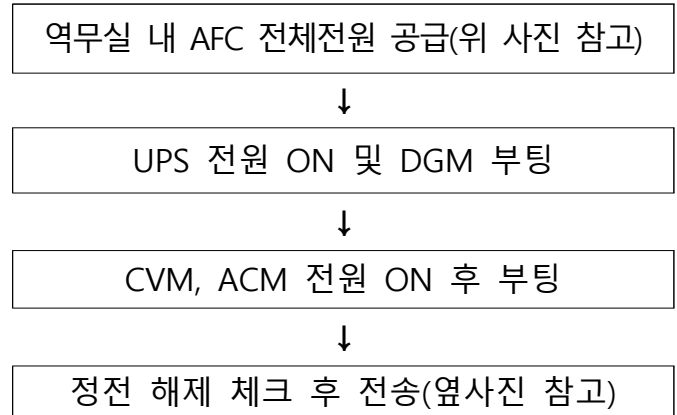 역무실 내 AFC 전체전원 공급(위 사진 참고)
↓
UPS 전원 ON 및 DGM 부팅
↓
CVM, ACM 전원 ON 후 부팅
↓
정전 해제 체크 후 전송(옆사진 참고)